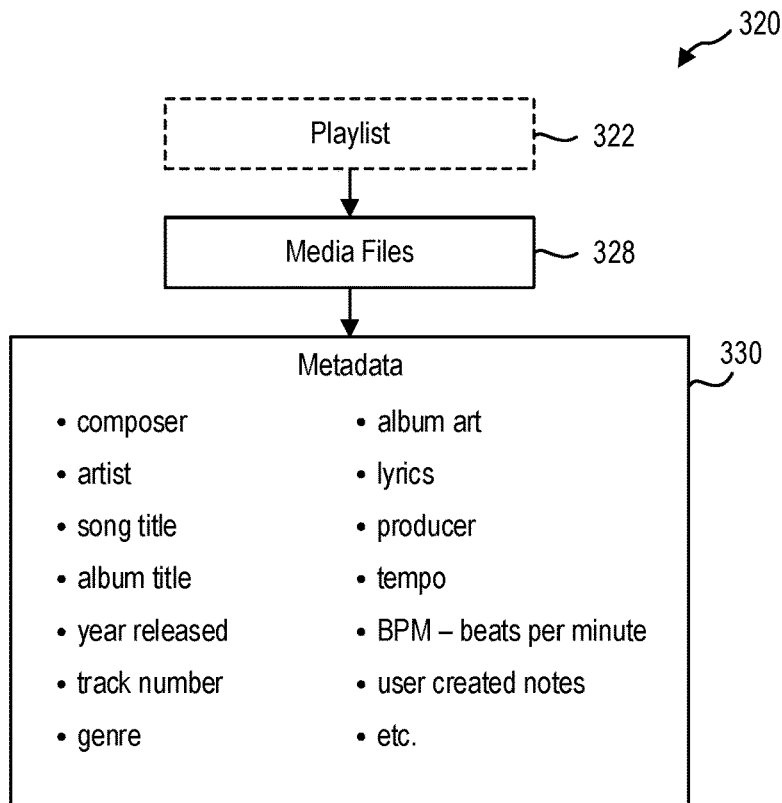 320
Playlist
322
Media Files
328
Metadata
330
• composer
• artist
• song title
• album title
• year released
• track number
• genre
• album art
• lyrics
• producer
• tempo
• BPM – beats per minute
• user created notes
• etc.